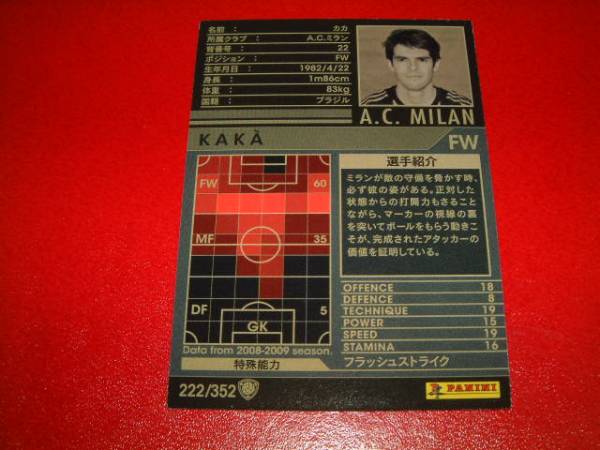 名前 : カカ
所属クラブ : A.C.ミラン
背番号 : 22
ポジション : FW
生年月日 : 1982/4/22
身長 : 1m86cm
体重 : 83kg
国籍 : ブラジル
A.C. MILAN
KAKÀ
FW
FW 60
MF 35
DF 5
GK
Data from 2008-2009 season.
選手紹介
ミランが敵の守備を脅かす時、
必ず彼の姿がある。正対した
状態からの打開力もさること
ながら、マーカーの視線の裏
を突いてボールをもらう動きこ
そが、完成されたアタッカーの
価値を証明している。
OFFENCE 18
DEFENCE 8
TECHNIQUE 19
POWER 15
SPEED 19
STAMINA 16
特殊能力
フラッシュストライク
222/352
PANINI